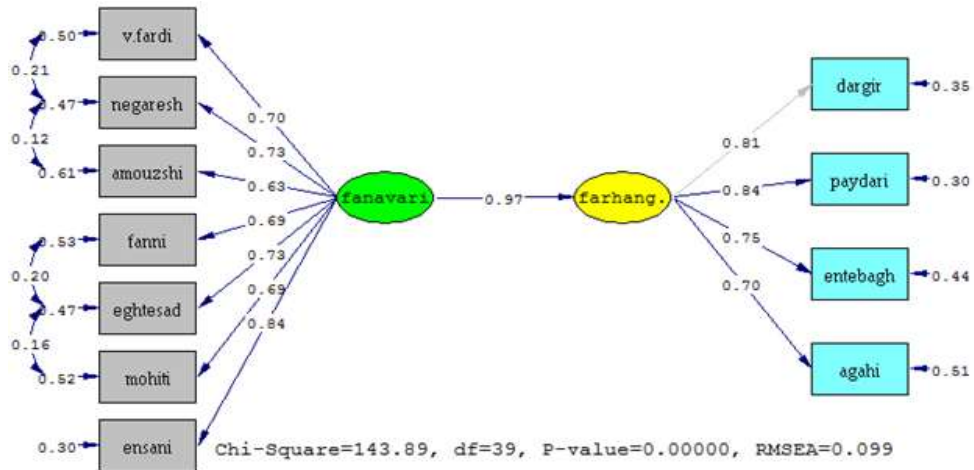 0.50 v.fardi
0.21
0.47 negaresh
0.12
0.61 amouzshi
0.53 fanni
0.20
0.47 eghtesad
0.16
0.52 mohiti
0.30 ensani
0.70
0.73
0.63
0.69
0.73
0.69
0.84
fanavari
0.97
farhang.
0.81
0.84
0.75
0.70
dargir 0.35
paydari 0.30
entebagh 0.44
agahi 0.51
Chi-Square=143.89, df=39, P-value=0.00000, RMSEA=0.099